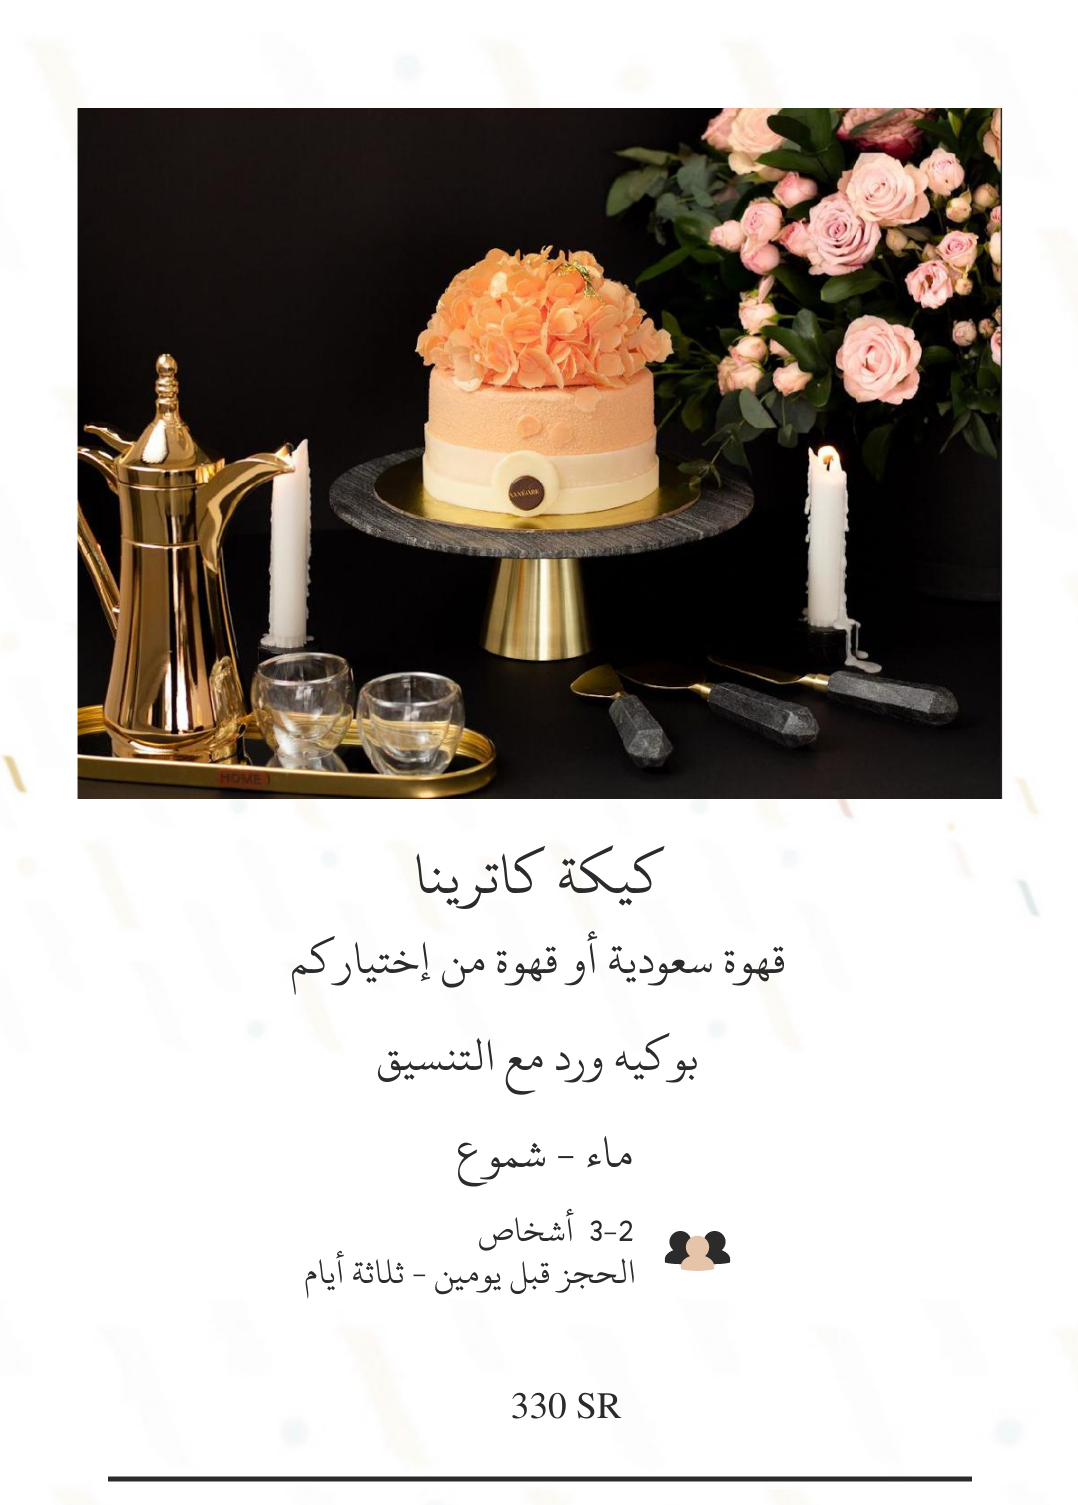 HOME
كيكة كاترينا
قهوة سعودية أو قهوة من إختياركم
بوكيه ورد مع التنسيق
ماء - شموع
2-3 أشخاص
الحجز قبل يومين - ثلاثة أيام
330 SR